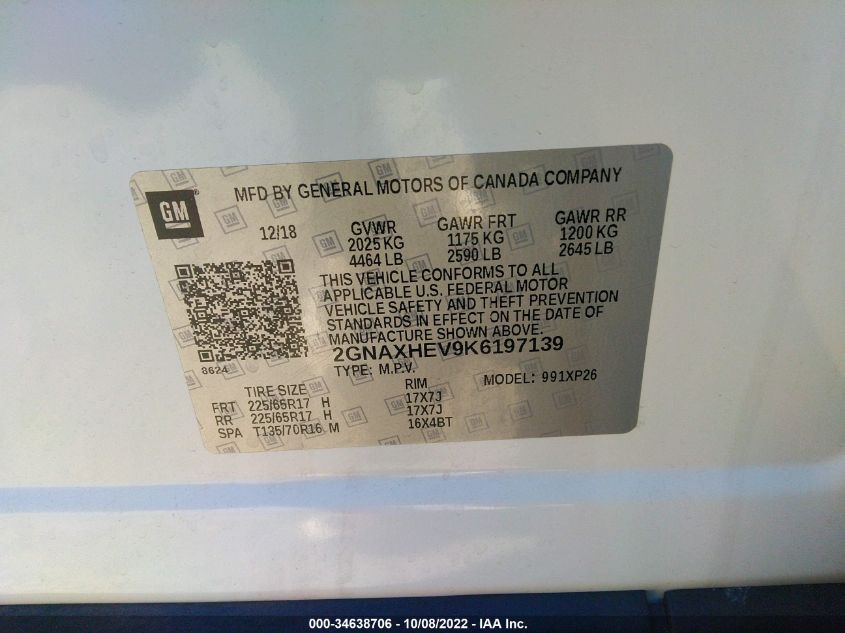 GM
®
MFD BY GENERAL MOTORS OF CANADA COMPANY
12/18 GVWR GAWR FRT GAWR RR
2025 KG 1175 KG 1200 KG
4464 LB 2590 LB 2645 LB
THIS VEHICLE CONFORMS TO ALL
APPLICABLE U.S. FEDERAL MOTOR
VEHICLE SAFETY AND THEFT PREVENTION
STANDARDS IN EFFECT ON THE DATE OF
MANUFACTURE SHOWN ABOVE.
8624
2GNAXHEV9K6197139
TYPE: M.P.V. MODEL: 991XP26
TIRE SIZE RIM
FRT 225/65R17 H 17X7J
RR 225/65R17 H 17X7J
SPA T135/70R16 M 16X4BT
000-34638706 - 10/08/2022 - IAA Inc.